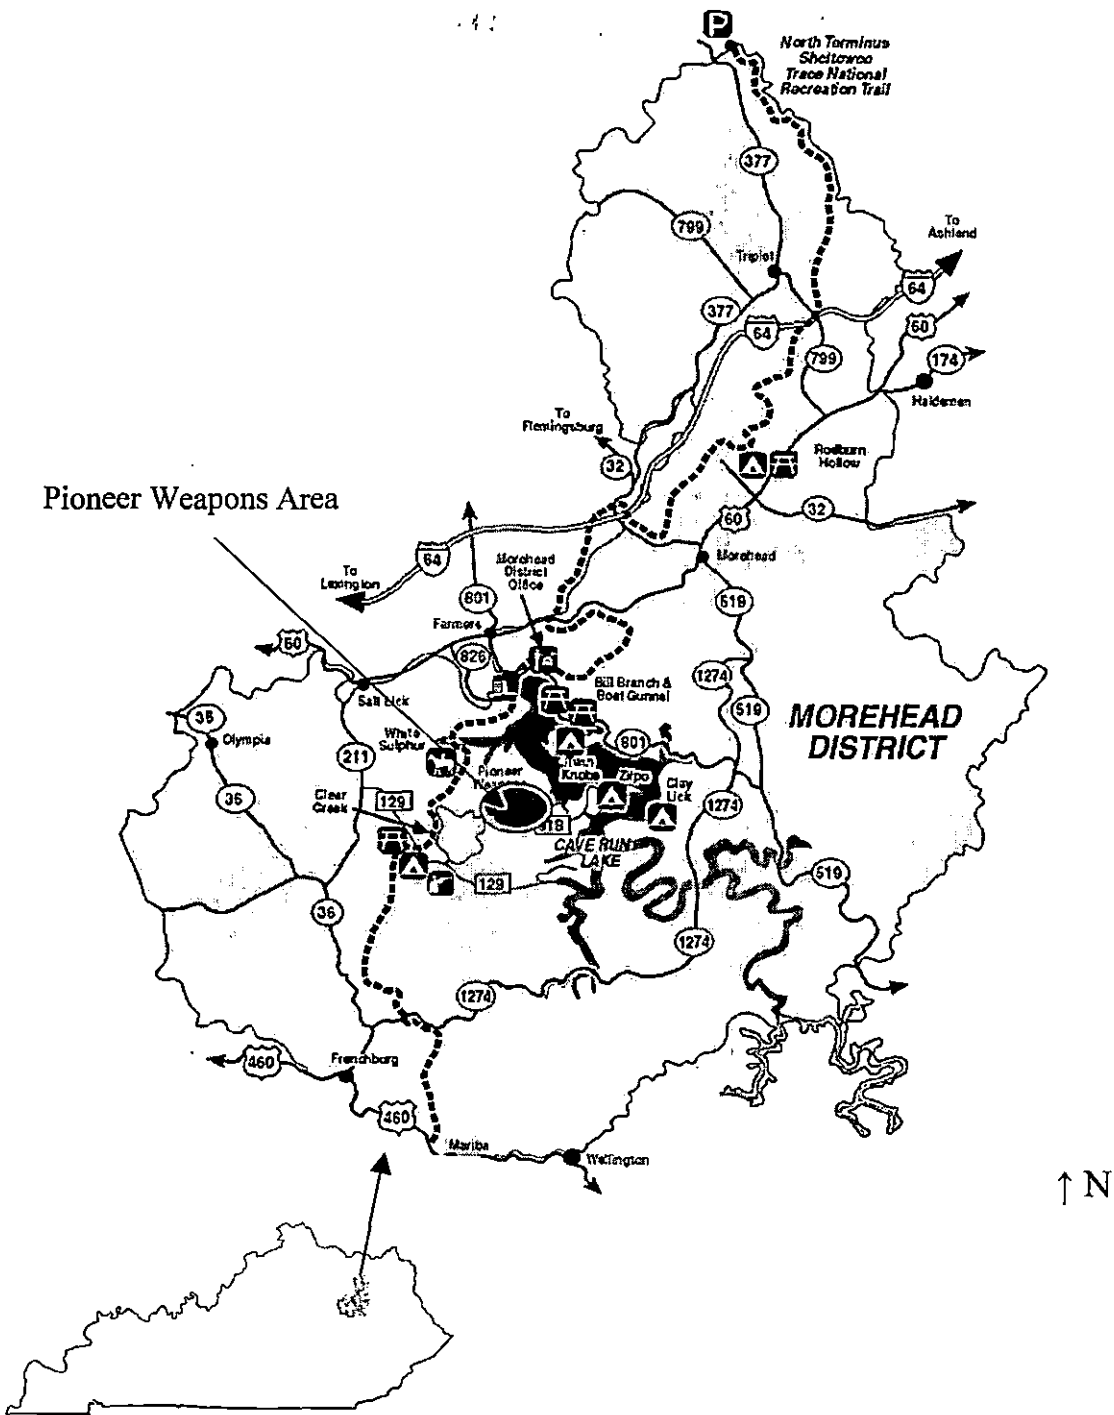 P
North Terminus
Sheltowee
Trace National
Recreation Trail
377
799
To
Ashland
Triplet
64
377
64
60
799
174
Haldeman
To
Flemingsburg
32
Rodburn
Hollow
Pioneer Weapons Area
60
32
64
Morehead
District
Office
Morehead
To
Lexington
801
519
Farmers
60
826
Bill Branch &
Boat Gunnel
1274
Salt Lick
519
MOREHEAD
DISTRICT
36
Olympia
White
Sulphur
211
801
Pioneer
Knobs
Zilpo
Clay
Lick
36
Clear
Creek
129
1274
918
CAVE RUN
LAKE
129
519
36
1274
1274
460
Frenchburg
460
Mariba
Wellington
↑ N